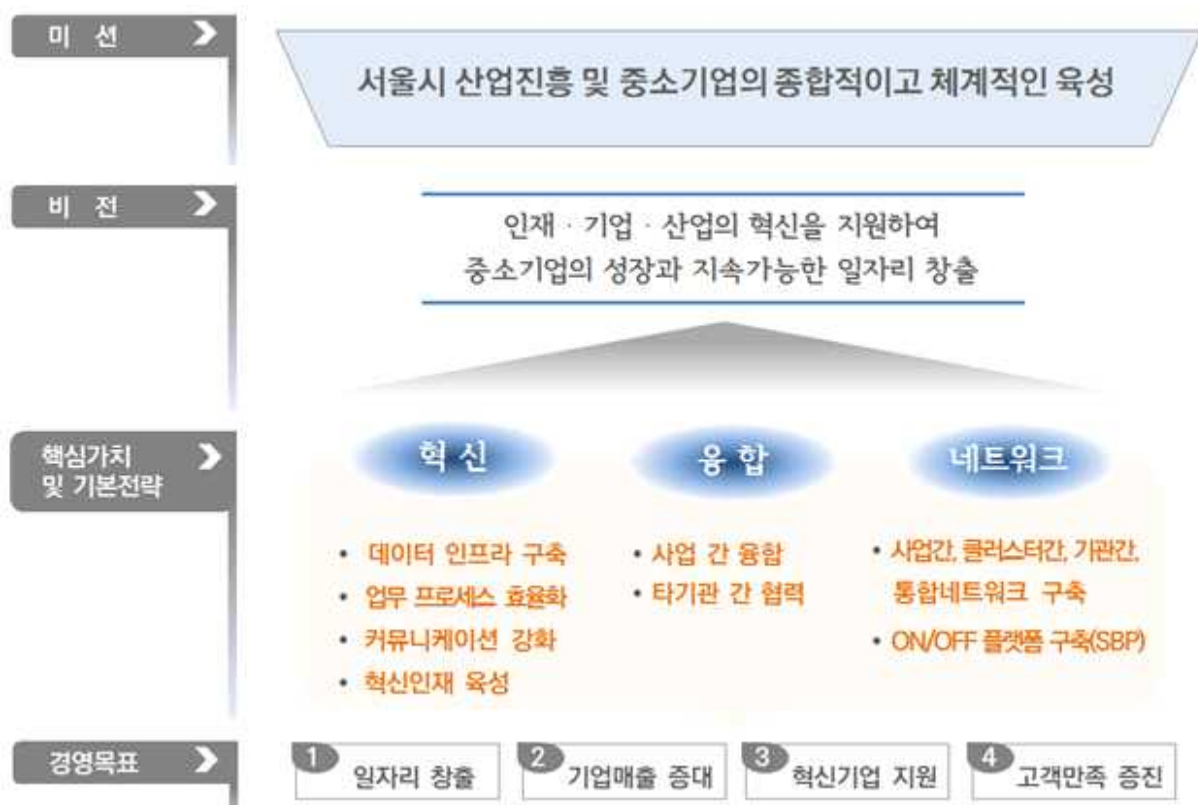 미 션
서울시 산업진흥 및 중소기업의 종합적이고 체계적인 육성
비 전
인재 · 기업 · 산업의 혁신을 지원하여
중소기업의 성장과 지속가능한 일자리 창출
핵심가치
및 기본전략
혁 신
• 데이터 인프라 구축
• 업무 프로세스 효율화
• 커뮤니케이션 강화
• 혁신인재 육성
융 합
• 사업 간 융합
• 타기관 간 협력
네트워크
• 사업간, 클러스터간, 기관간,
통합네트워크 구축
• ON/OFF 플랫폼 구축(SBP)
경영목표
1 일자리 창출
2 기업매출 증대
3 혁신기업 지원
4 고객만족 증진